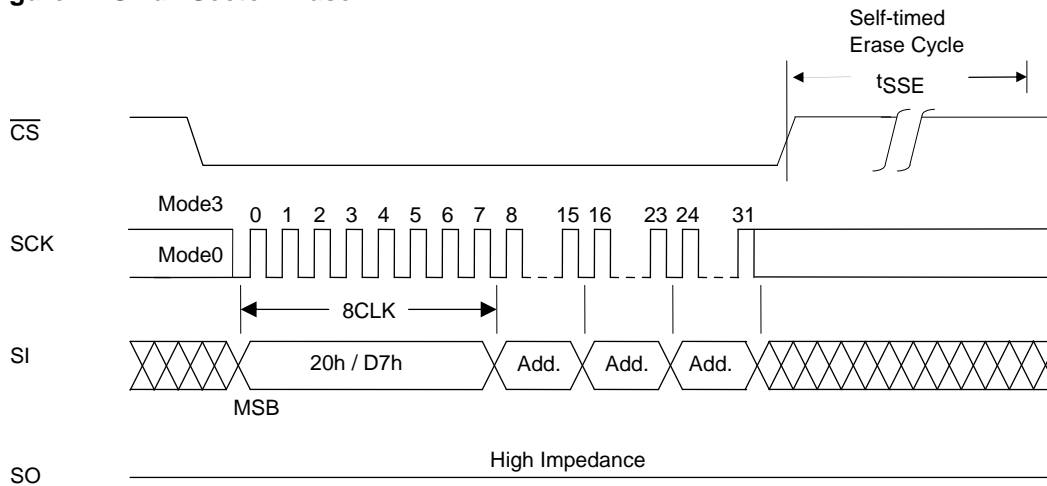 Self-timed
Erase Cycle
tSSE
CS
Mode3
0 1 2 3 4 5 6 7 8 15 16 23 24 31
SCK
Mode0
8CLK
SI
20h / D7h
Add.
Add.
Add.
MSB
High Impedance
SO